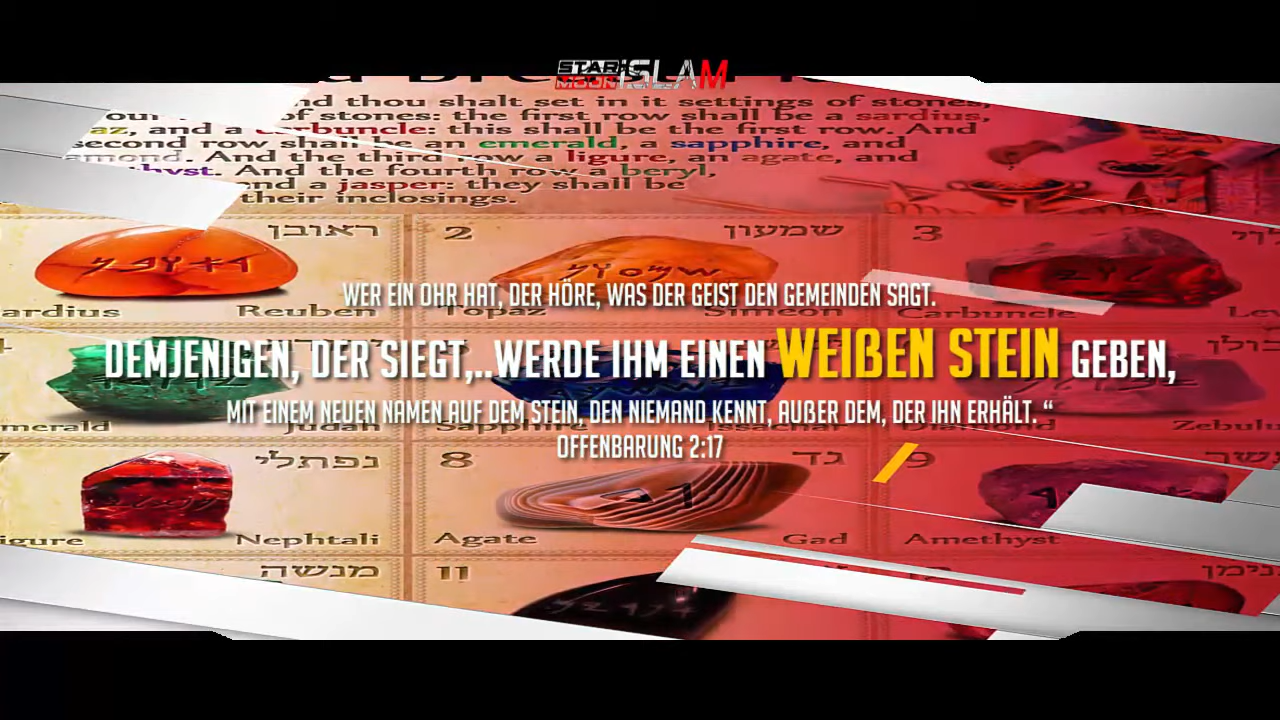 STAR MOON ISLAM
nd thou shalt set in it settings of stones,
our of stones: the first row shall be a sardius,
az, and a carbuncle: this shall be the first row. And
second row shall be an emerald, a sapphire, and
And the third row a ligure, an agate, and
And the fourth row a beryl,
and a jasper: they shall be
their inclosings.
ראובן 2 שמעון 3
WER EIN OHR HAT, DER HÖRE, WAS DER GEIST DEN GEMEINDEN SAGT.
ardius Reuben Topaz Simeon Carbuncle Lev
DEMJENIGEN, DER SIEGT,..WERDE IHM EINEN WEIßEN STEIN GEBEN,
MIT EINEM NEUEN NAMEN AUF DEM STEIN, DEN NIEMAND KENNT, AUßER DEM, DER IHN ERHÄLT. “
merald Judah Sapphire Issachar Diamond Zebulu
OFFENBARUNG 2:17
נפתלי 8 גד 9
igure Nephtali Agate Gad Amethyst
מנשה 11